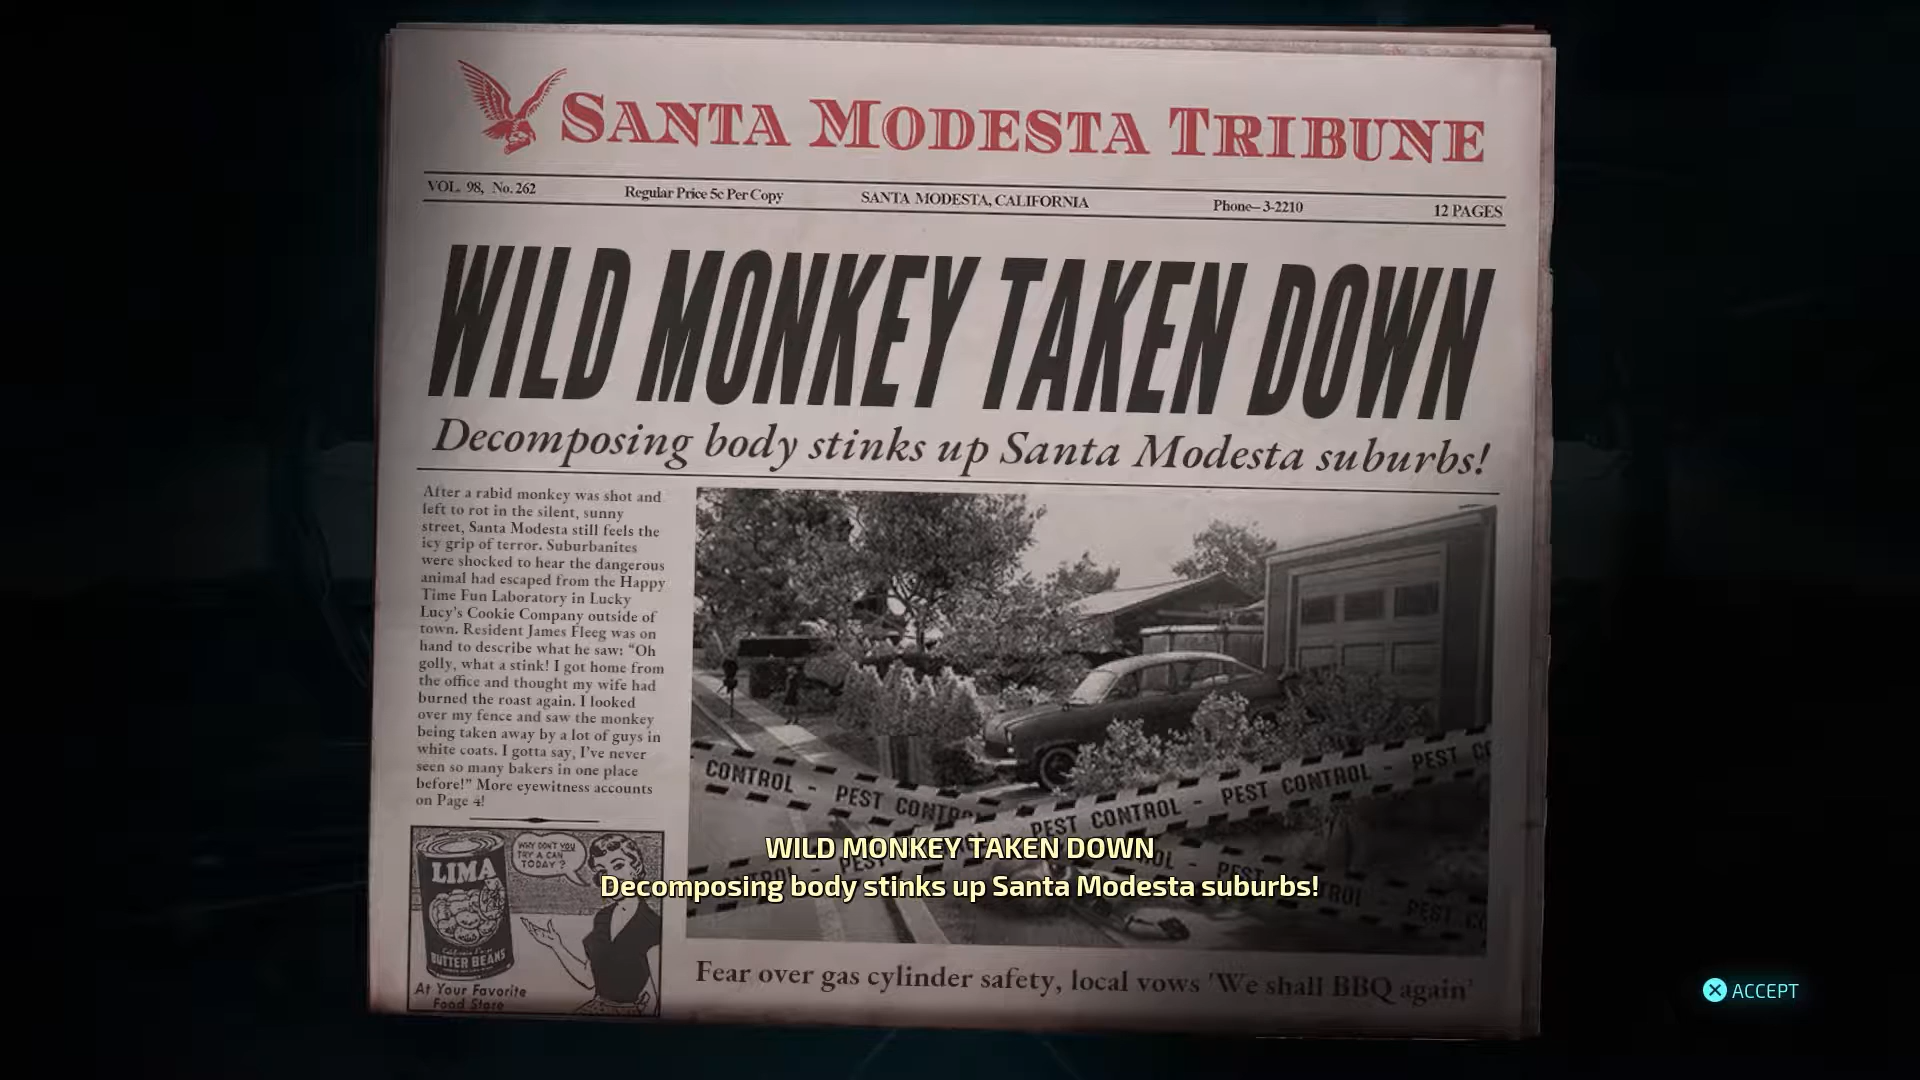 SANTA MODESTA TRIBUNE
VOL. 98, No. 262 Regular Price 5c Per Copy SANTA MODESTA, CALIFORNIA Phone–3-2210 12 PAGES
WILD MONKEY TAKEN DOWN
Decomposing body stinks up Santa Modesta suburbs!
After a rabid monkey was shot and
left to rot in the silent, sunny
street, Santa Modesta still feels the
icy grip of terror. Suburbanites
were shocked to hear the dangerous
animal had escaped from the Happy
Time Fun Laboratory in Lucky
Lucy's Cookie Company outside of
town. Resident James Fleeg was on
hand to describe what he saw: "Oh
golly, what a stink! I got home from
the office and thought my wife had
burned the roast again. I looked
over my fence and saw the monkey
being taken away by a lot of guys in
white coats. I gotta say, I've never
seen so many bakers in one place
before!" More eyewitness accounts
on Page 4!
LIMA
BUTTER BEANS
WHY DON'T YOU
TRY A CAN
TODAY?
At Your Favorite
Food Store
CONTROL - PEST CONTRO
PEST CONTROL - PEST CONTROL - PEST CO
PEST CO
WILD MONKEY TAKEN DOWN
Decomposing body stinks up Santa Modesta suburbs!
Fear over gas cylinder safety, local vows 'We shall BBQ again'
ACCEPT